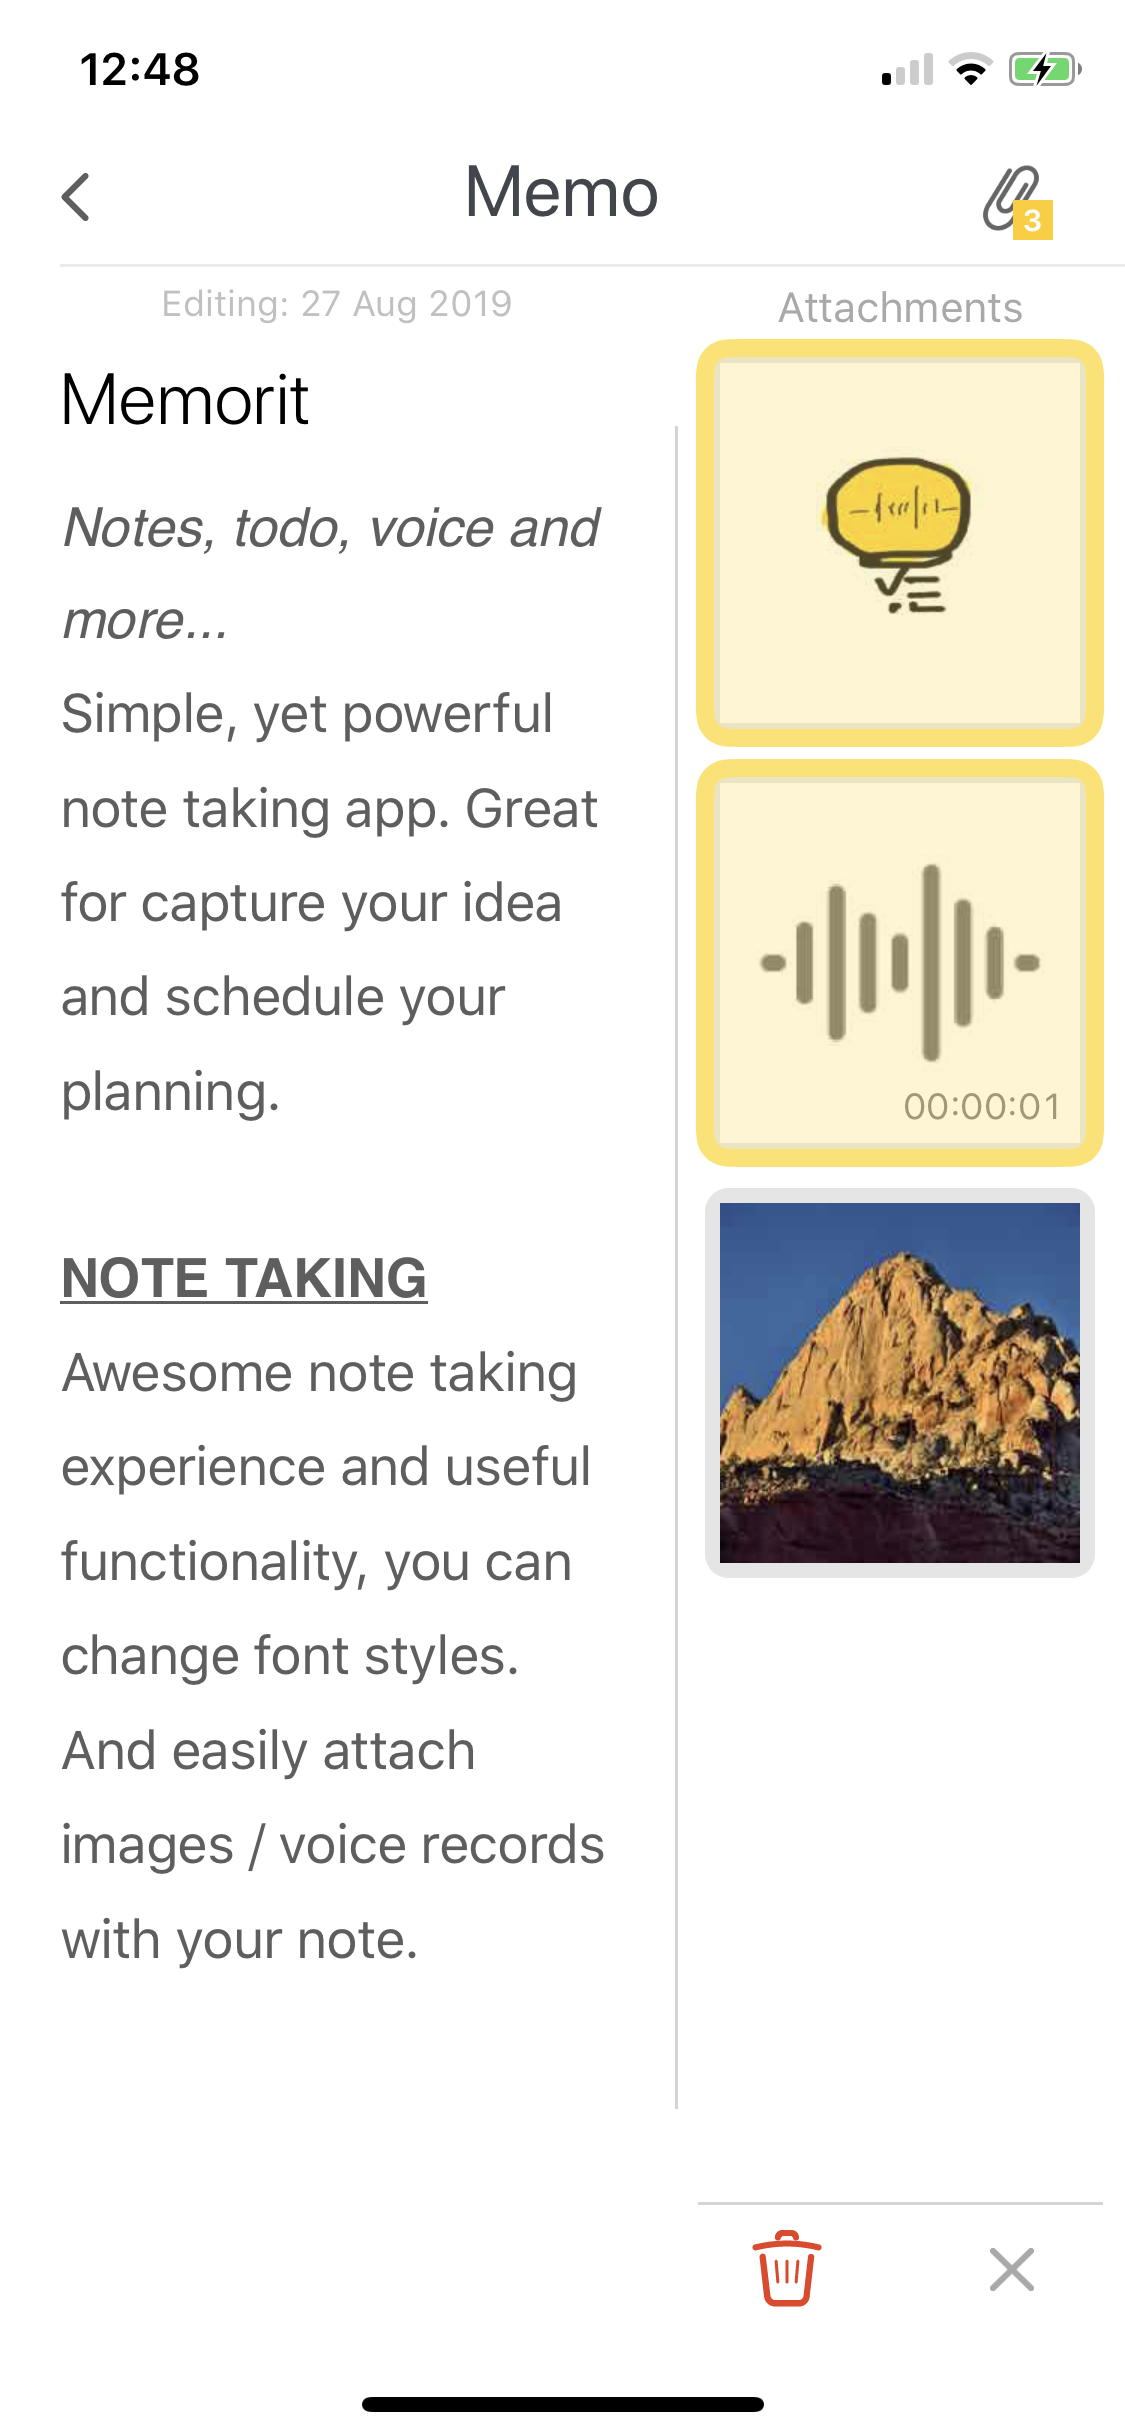 12:48
Memo
3
Editing: 27 Aug 2019
Attachments
Memorit
Notes, todo, voice and
more...
Simple, yet powerful
note taking app. Great
for capture your idea
and schedule your
planning.
NOTE TAKING
Awesome note taking
experience and useful
functionality, you can
change font styles.
And easily attach
images / voice records
with your note.
00:00:01